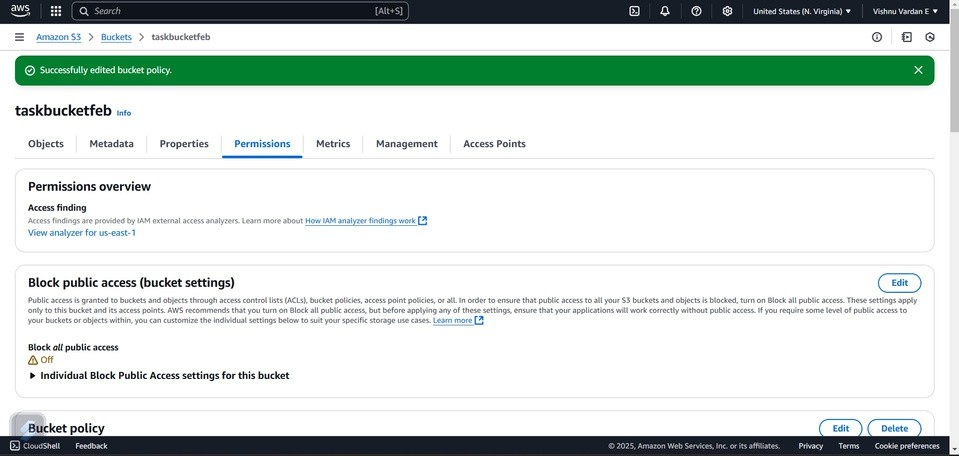 aws
Search [Alt+S]
United States (N. Virginia) ▼
Vishnu Vardan E ▼
Amazon S3 > Buckets > taskbucketfeb
Successfully edited bucket policy.
taskbucketfeb Info
Objects Metadata Properties Permissions Metrics Management Access Points
Permissions overview
Access finding
Access findings are provided by IAM external access analyzers. Learn more about How IAM analyzer findings work
View analyzer for us-east-1
Block public access (bucket settings)
Edit
Public access is granted to buckets and objects through access control lists (ACLs), bucket policies, access point policies, or all. In order to ensure that public access to all your S3 buckets and objects is blocked, turn on Block all public access. These settings apply
only to this bucket and its access points. AWS recommends that you turn on Block all public access, but before applying any of these settings, ensure that your applications will work correctly without public access. If you require some level of public access to
your buckets or objects within, you can customize the individual settings below to suit your specific storage use cases. Learn more
Block all public access
Off
Individual Block Public Access settings for this bucket
Bucket policy
Edit Delete
CloudShell Feedback
© 2025, Amazon Web Services, Inc. or its affiliates. Privacy Terms Cookie preferences